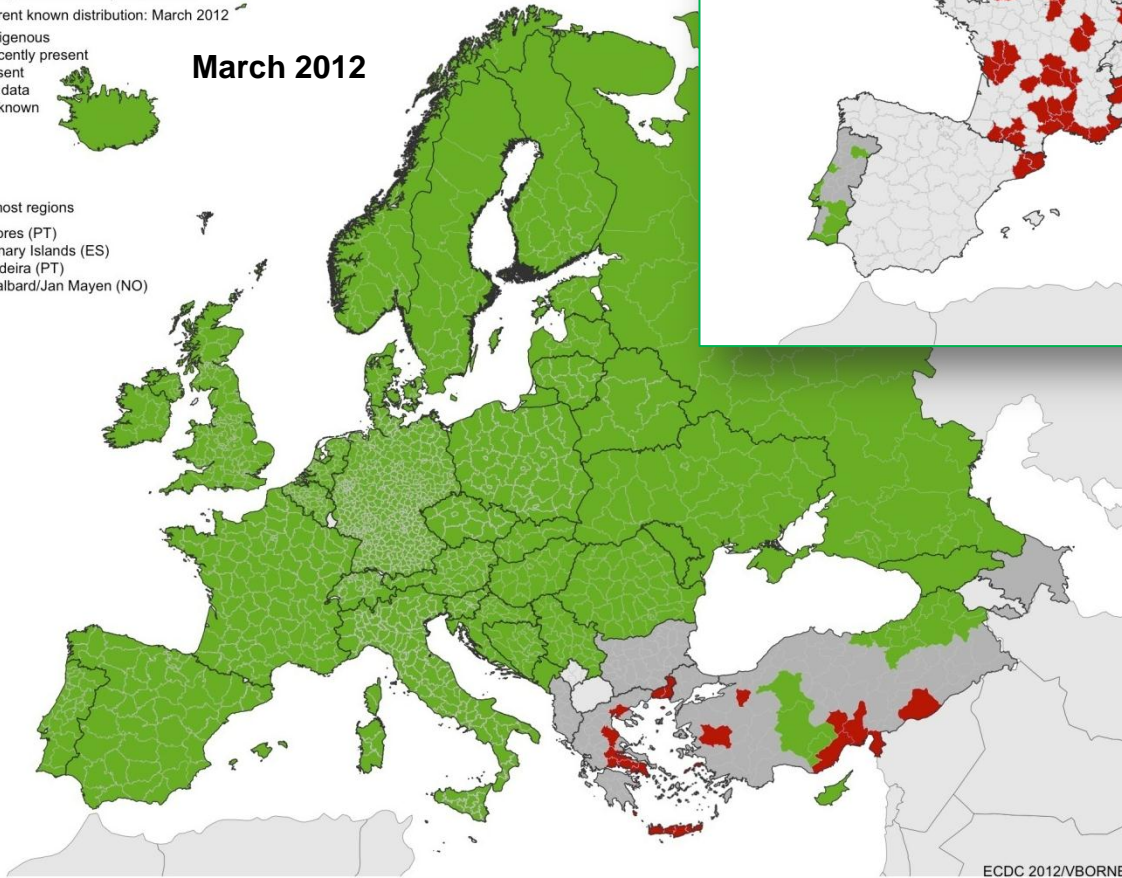 rent known distribution: March 2012
igenous
cently present
sent
data
known
March 2012
nost regions
ores (PT)
nary Islands (ES)
deira (PT)
albard/Jan Mayen (NO)
ECDC 2012/VBORNE